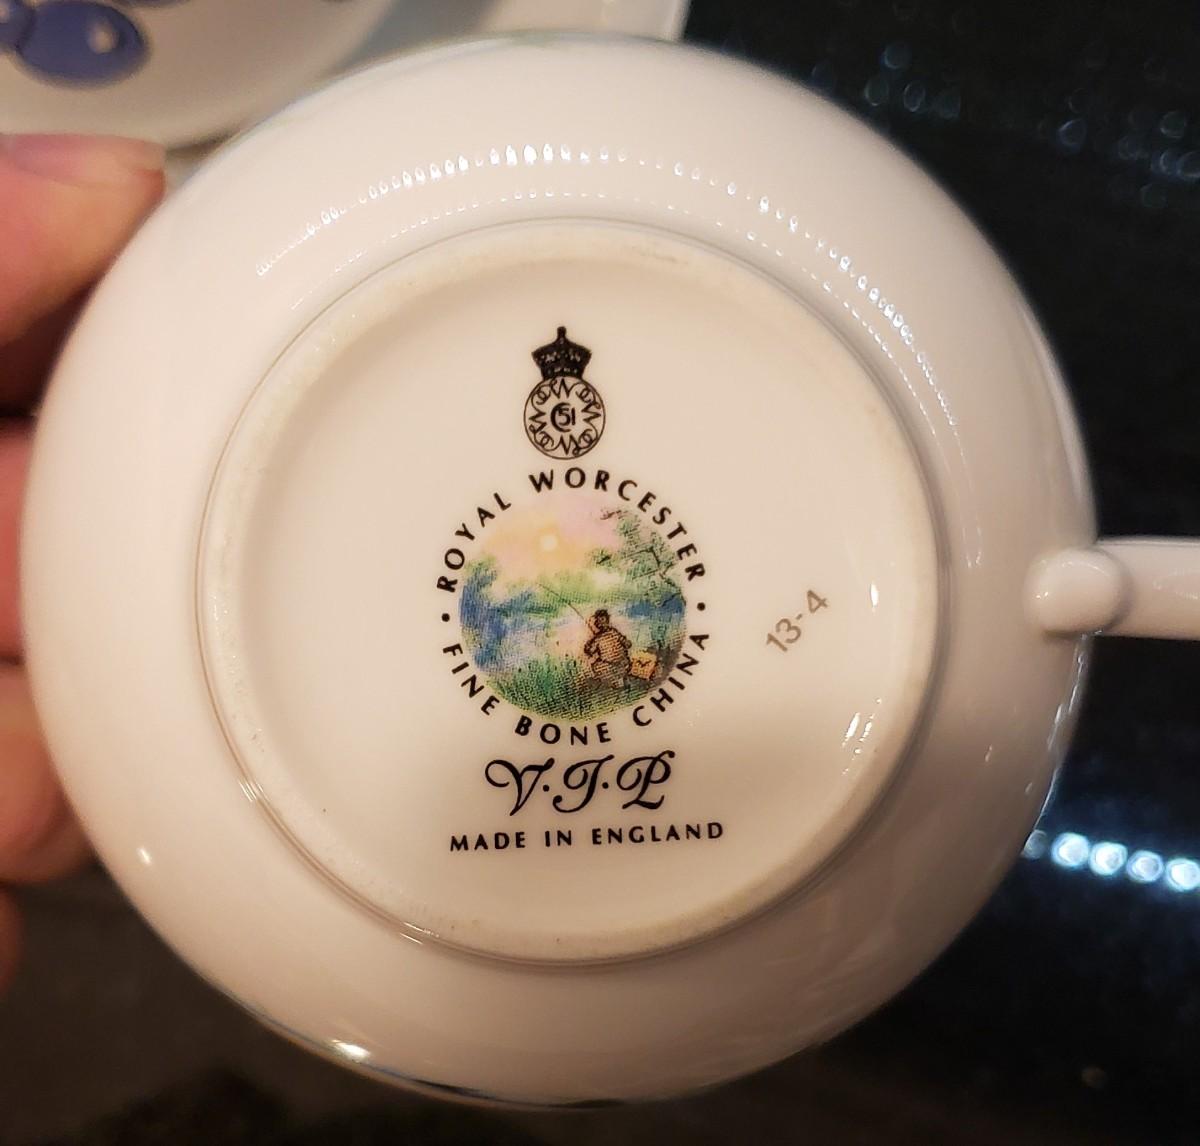 51
ROYAL WORCESTER
FINE BONE CHINA
V.I.P
MADE IN ENGLAND
13-4